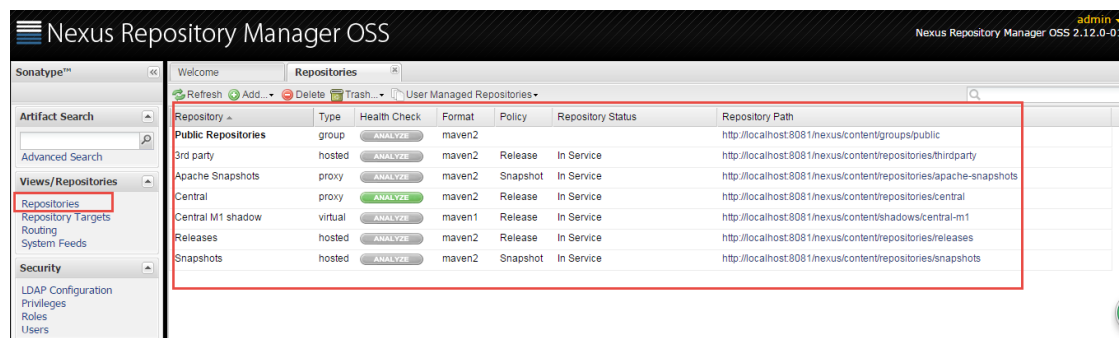 Nexus Repository Manager OSS
admin
Nexus Repository Manager OSS 2.12.0-01
Sonatype™
Welcome
Repositories
Refresh Add... Delete Trash... User Managed Repositories
Artifact Search
Advanced Search
Views/Repositories
Repositories
Repository Targets
Routing
System Feeds
Security
LDAP Configuration
Privileges
Roles
Users
Repository Type Health Check Format Policy Repository Status Repository Path
Public Repositories group ANALYZE maven2 http://localhost:8081/nexus/content/groups/public
3rd party hosted ANALYZE maven2 Release In Service http://localhost:8081/nexus/content/repositories/thirdparty
Apache Snapshots proxy ANALYZE maven2 Snapshot In Service http://localhost:8081/nexus/content/repositories/apache-snapshots
Central proxy ANALYZE maven2 Release In Service http://localhost:8081/nexus/content/repositories/central
Central M1 shadow virtual ANALYZE maven1 Release In Service http://localhost:8081/nexus/content/shadows/central-m1
Releases hosted ANALYZE maven2 Release In Service http://localhost:8081/nexus/content/repositories/releases
Snapshots hosted ANALYZE maven2 Snapshot In Service http://localhost:8081/nexus/content/repositories/snapshots